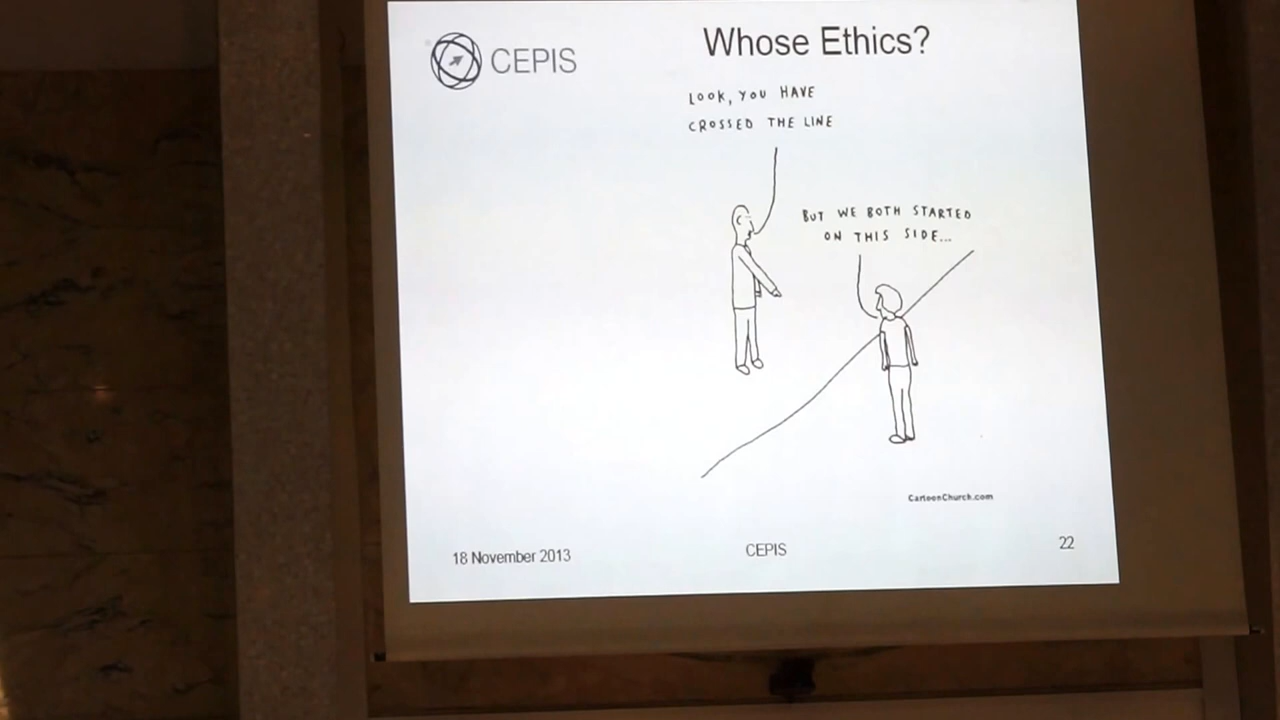 CEPIS
Whose Ethics?
LOOK, YOU HAVE
CROSSED THE LINE
BUT WE BOTH STARTED
ON THIS SIDE...
CartoonChurch.com
18 November 2013
CEPIS
22